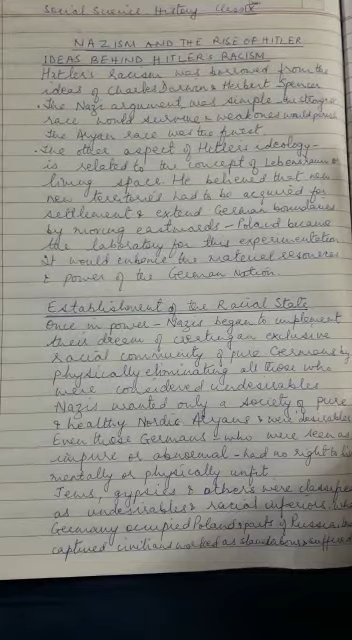 Social Science History Class IX
NAZISM AND THE RISE OF HITLER
IDEAS BEHIND HITLER'S RACISM
Hitler's racism was borrowed from the
ideas of Charles Darwin & Herbert Spencer
. The Nazi argument was simple the strongest
race would survive & weak ones would perish
The Aryan race was the finest.
. The other aspect of Hitler's ideology -
is related to the concept of Lebensraum or
living space. He believed that new
new territories had to be acquired for
settlement & extend German boundaries
by moving eastwards - Poland became
the laboratory for this experimentation
It would enhance the material resources
& power of the German Nation.
Establishment of the Racial State
Once in power - Nazis began to implement
their dream of creating an exclusive
racial community of pure Germans by
physically eliminating all those who
were considered undesirables
Nazis wanted only a society of pure
& healthy Nordic Aryans & were desirables
Even those Germans - who were seen as
impure or abnormal - had no right to
mentally or physically unfit
Jews, gypsies & others were classified
as undesirables & racial inferiors.
Germany occupied Poland & parts of Russia
captured civilians worked as slave labour &